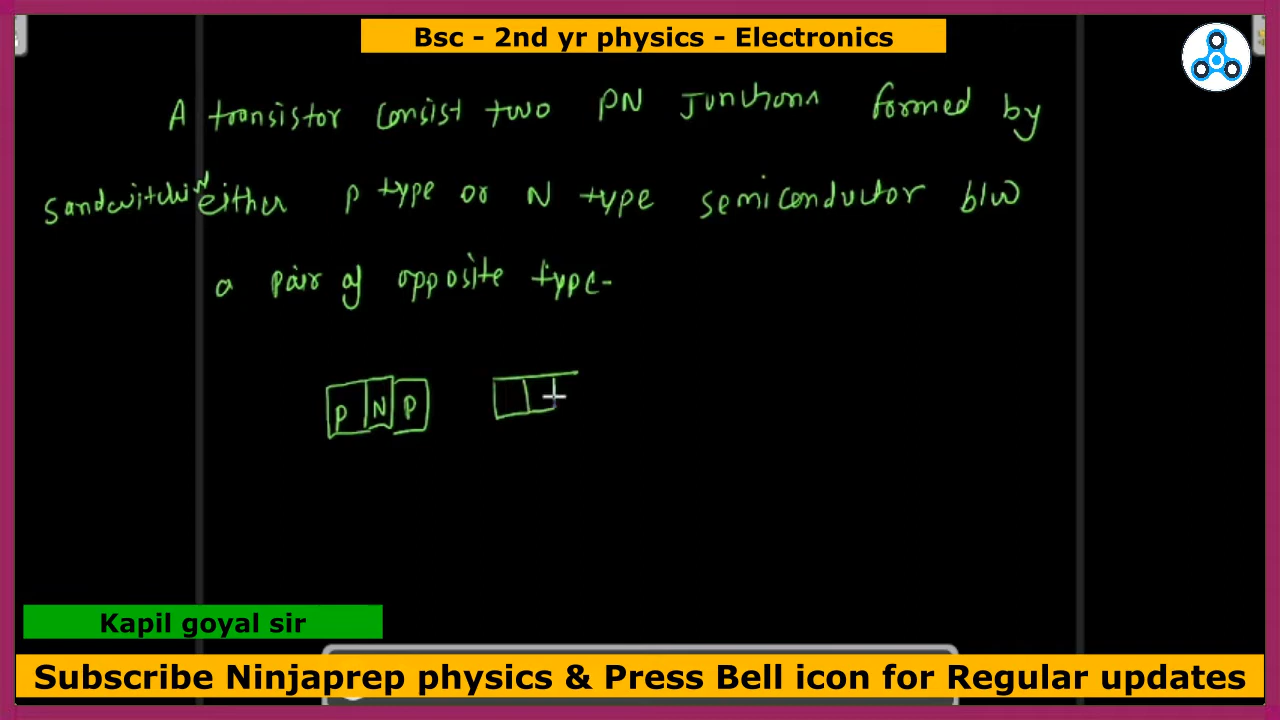 Bsc - 2nd yr physics - Electronics
A transistor consist two PN Junctions formed by
sandwitchin either P type or N type semiconductor b/w
a pair of opposite type-
P N P
Kapil goyal sir
Subscribe Ninjaprep physics & Press Bell icon for Regular updates